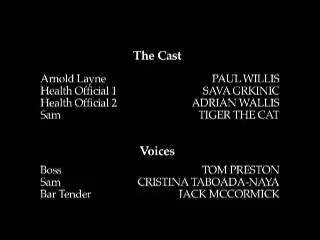 The Cast
Arnold Layne PAUL WILLIS
Health Official 1 SAVA GRKINIC
Health Official 2 ADRIAN WALLIS
Sam TIGER THE CAT
Voices
Boss TOM PRESTON
Sam CRISTINA TABOADA-NAYA
Bar Tender JACK MCCORMICK